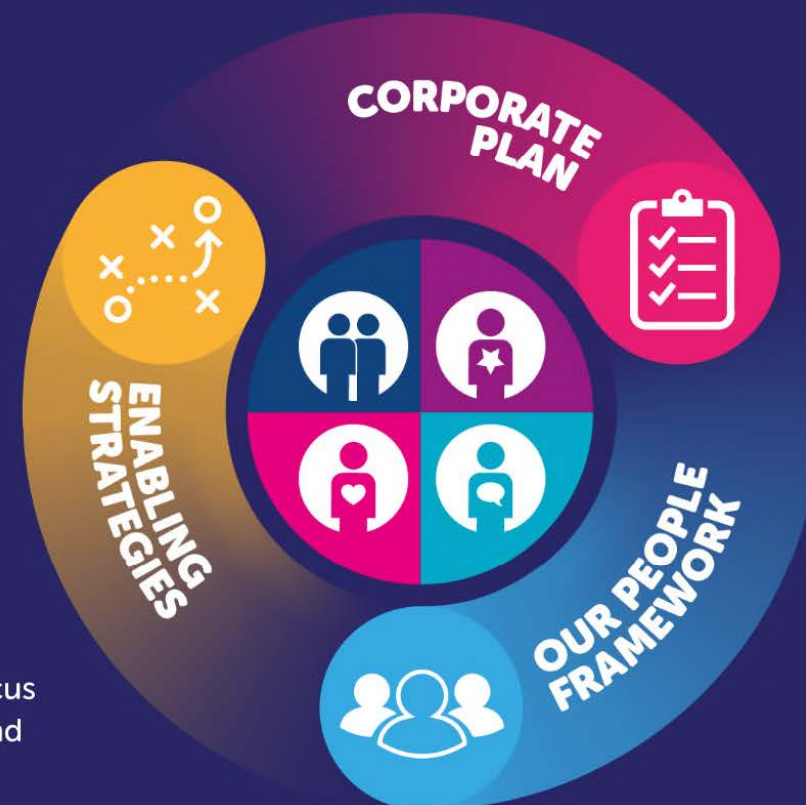 CORPORATE
PLAN
ENABLING
STRATEGIES
OUR PEOPLE
FRAMEWORK